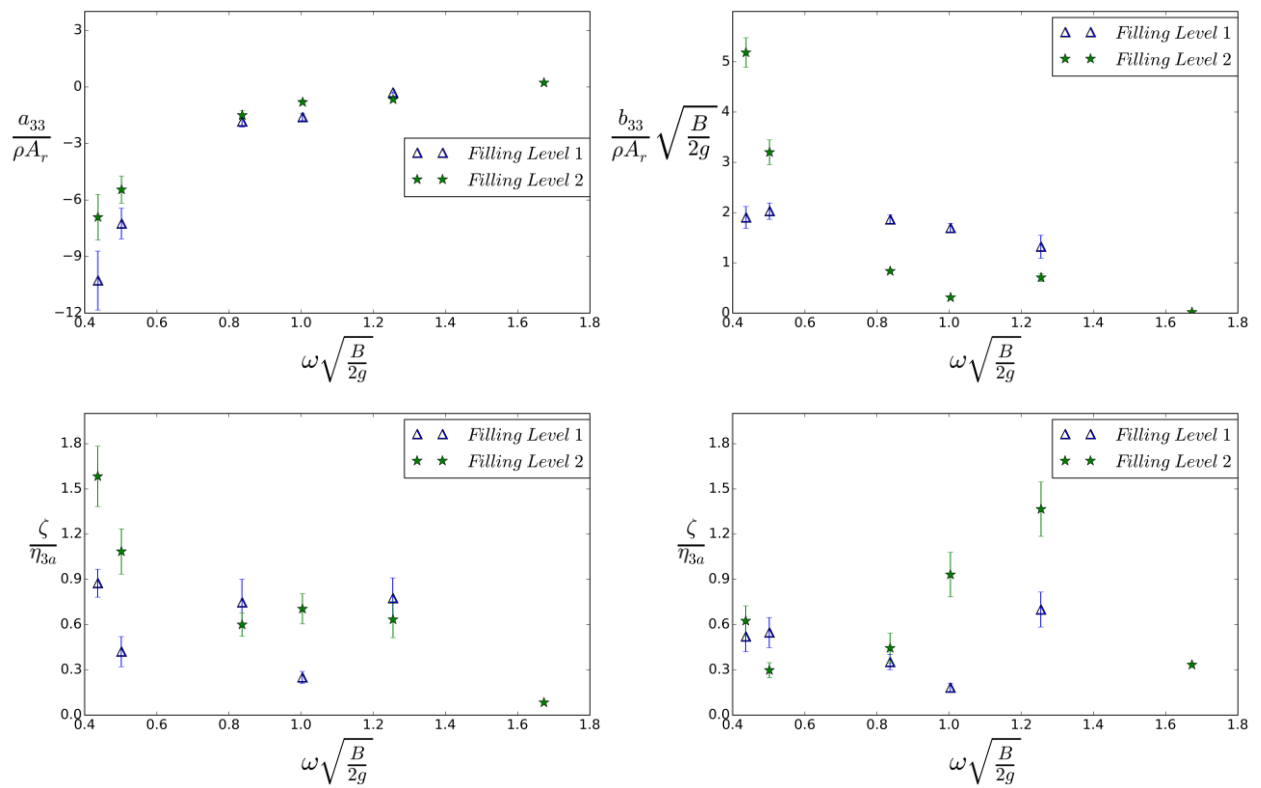 3
0
−3
−6
−9
−12
a33/ρAr
Filling Level 1
Filling Level 2
0.4 0.6 0.8 1.0 1.2 1.4 1.6 1.8
ω√(B/2g)
5
4
3
2
1
0
b33/ρAr √(B/2g)
Filling Level 1
Filling Level 2
0.4 0.6 0.8 1.0 1.2 1.4 1.6 1.8
ω√(B/2g)
1.8
1.5
1.2
0.9
0.6
0.3
0.0
ζ/η3a
Filling Level 1
Filling Level 2
0.4 0.6 0.8 1.0 1.2 1.4 1.6 1.8
ω√(B/2g)
1.8
1.5
1.2
0.9
0.6
0.3
0.0
ζ/η3a
Filling Level 1
Filling Level 2
0.4 0.6 0.8 1.0 1.2 1.4 1.6 1.8
ω√(B/2g)